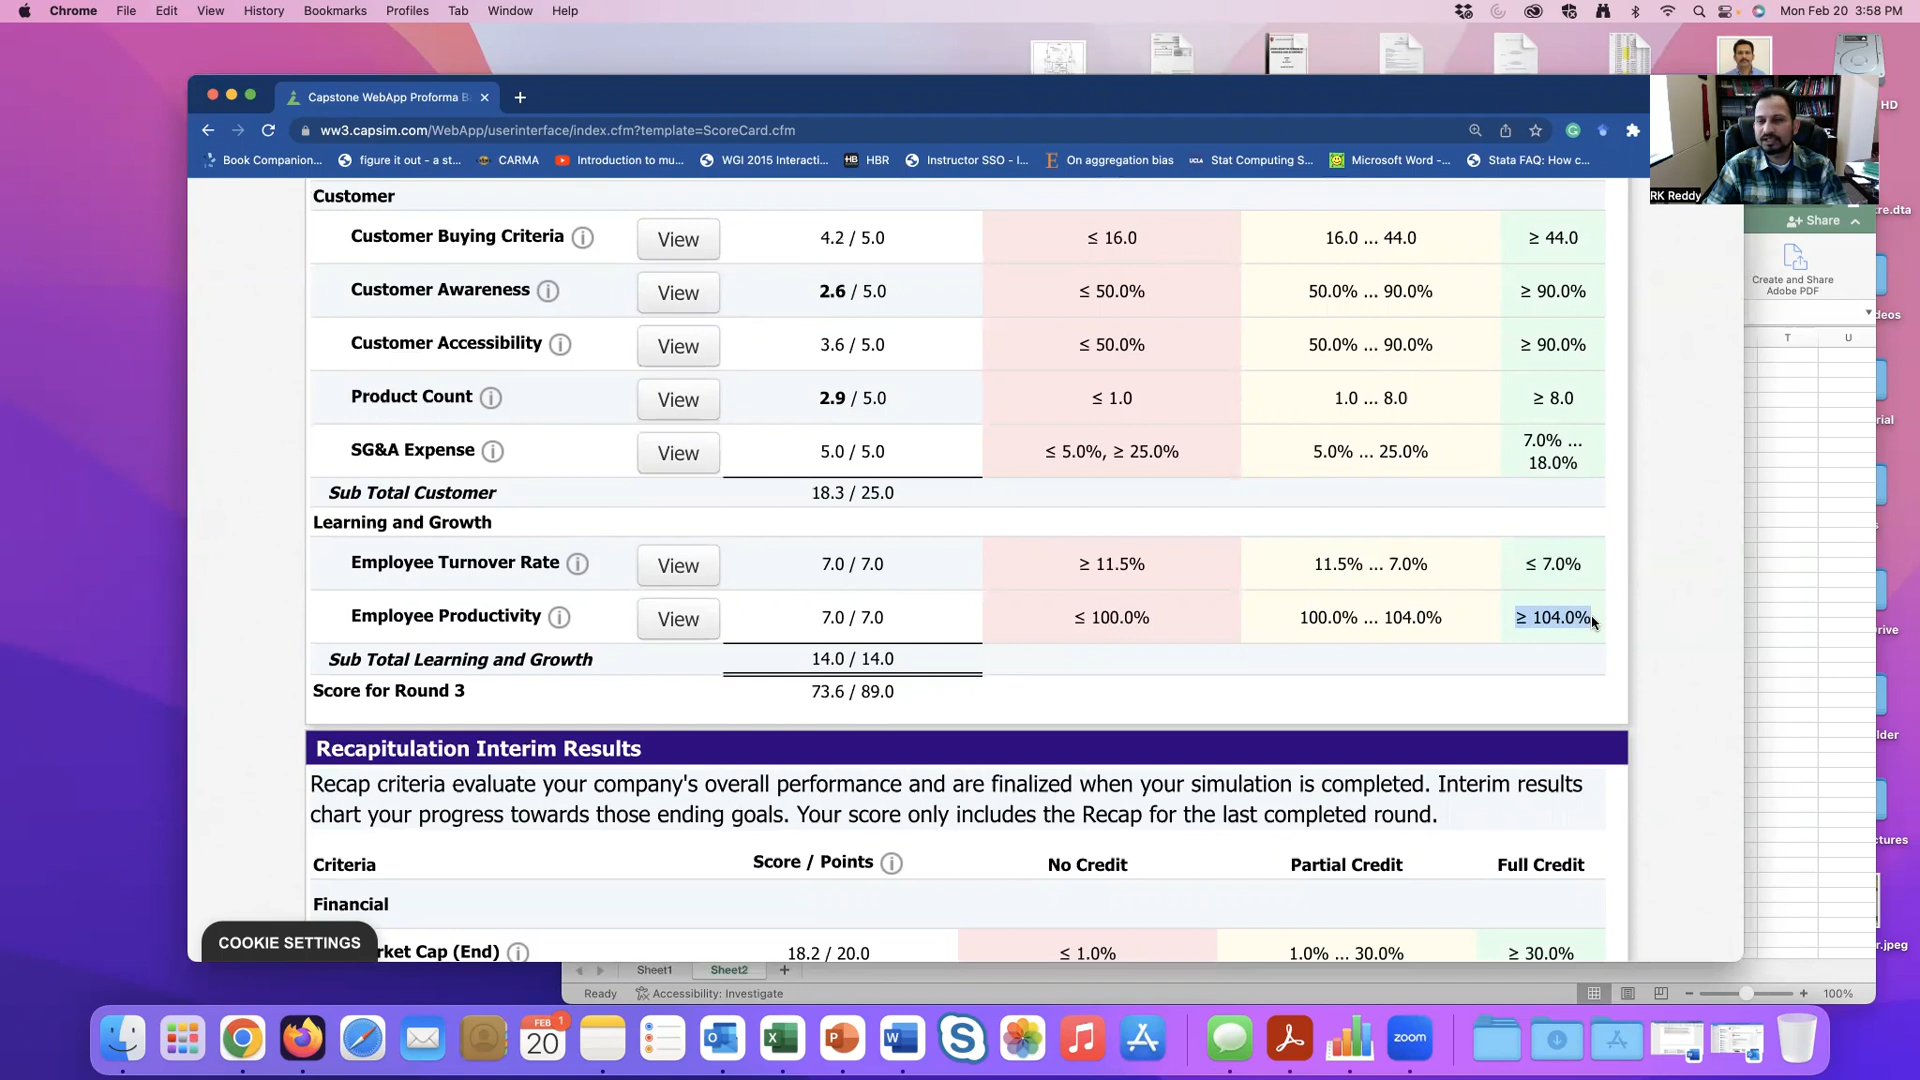 Chrome File Edit View History Bookmarks Profiles Tab Window Help Mon Feb 20 3:58 PM
Capstone WebApp Proforma B
ww3.capsim.com/WebApp/userinterface/index.cfm?template=ScoreCard.cfm
Book Companion... figure it out - a st... CARMA Introduction to mu... WGI 2015 Interacti... HBR Instructor SSO - I... On aggregation bias Stat Computing S... Microsoft Word -... Stata FAQ: How c...
RK Reddy
HD
re.dta
Share
Create and Share
Adobe PDF
deos
T U
rial
rive
lder
ctures
r.jpeg
Customer
Customer Buying Criteria View 4.2 / 5.0 ≤ 16.0 16.0 ... 44.0 ≥ 44.0
Customer Awareness View 2.6 / 5.0 ≤ 50.0% 50.0% ... 90.0% ≥ 90.0%
Customer Accessibility View 3.6 / 5.0 ≤ 50.0% 50.0% ... 90.0% ≥ 90.0%
Product Count View 2.9 / 5.0 ≤ 1.0 1.0 ... 8.0 ≥ 8.0
SG&A Expense View 5.0 / 5.0 ≤ 5.0%, ≥ 25.0% 5.0% ... 25.0% 7.0% ...
18.0%
Sub Total Customer 18.3 / 25.0
Learning and Growth
Employee Turnover Rate View 7.0 / 7.0 ≥ 11.5% 11.5% ... 7.0% ≤ 7.0%
Employee Productivity View 7.0 / 7.0 ≤ 100.0% 100.0% ... 104.0% ≥ 104.0%
Sub Total Learning and Growth 14.0 / 14.0
Score for Round 3 73.6 / 89.0
Recapitulation Interim Results
Recap criteria evaluate your company's overall performance and are finalized when your simulation is completed. Interim results
chart your progress towards those ending goals. Your score only includes the Recap for the last completed round.
Criteria Score / Points No Credit Partial Credit Full Credit
Financial
COOKIE SETTINGS
rket Cap (End) 18.2 / 20.0 ≤ 1.0% 1.0% ... 30.0% ≥ 30.0%
Sheet1 Sheet2
Ready Accessibility: Investigate 100%
FEB
20
1
zoom